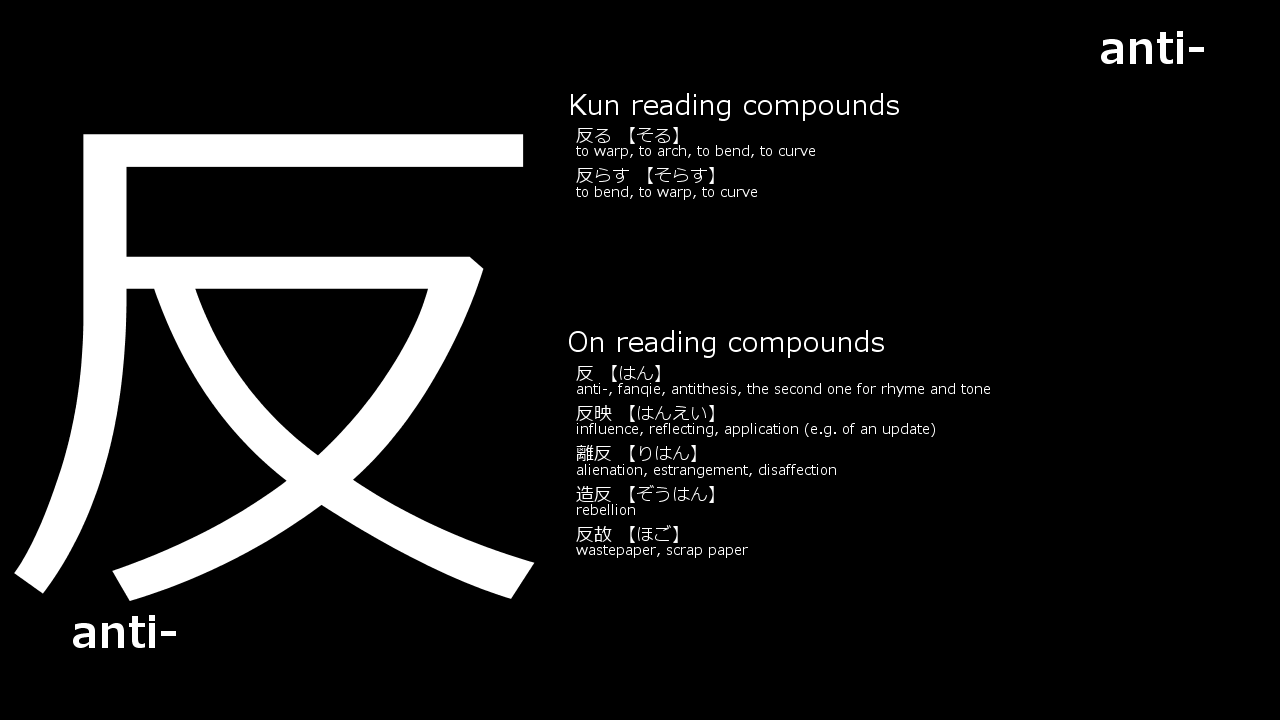 anti-
反
anti-
Kun reading compounds
反る 【そる】
to warp, to arch, to bend, to curve
反らす 【そらす】
to bend, to warp, to curve
On reading compounds
反 【はん】
anti-, fanqie, antithesis, the second one for rhyme and tone
反映 【はんえい】
influence, reflecting, application (e.g. of an update)
離反 【りはん】
alienation, estrangement, disaffection
造反 【ぞうはん】
rebellion
反故 【ほご】
wastepaper, scrap paper